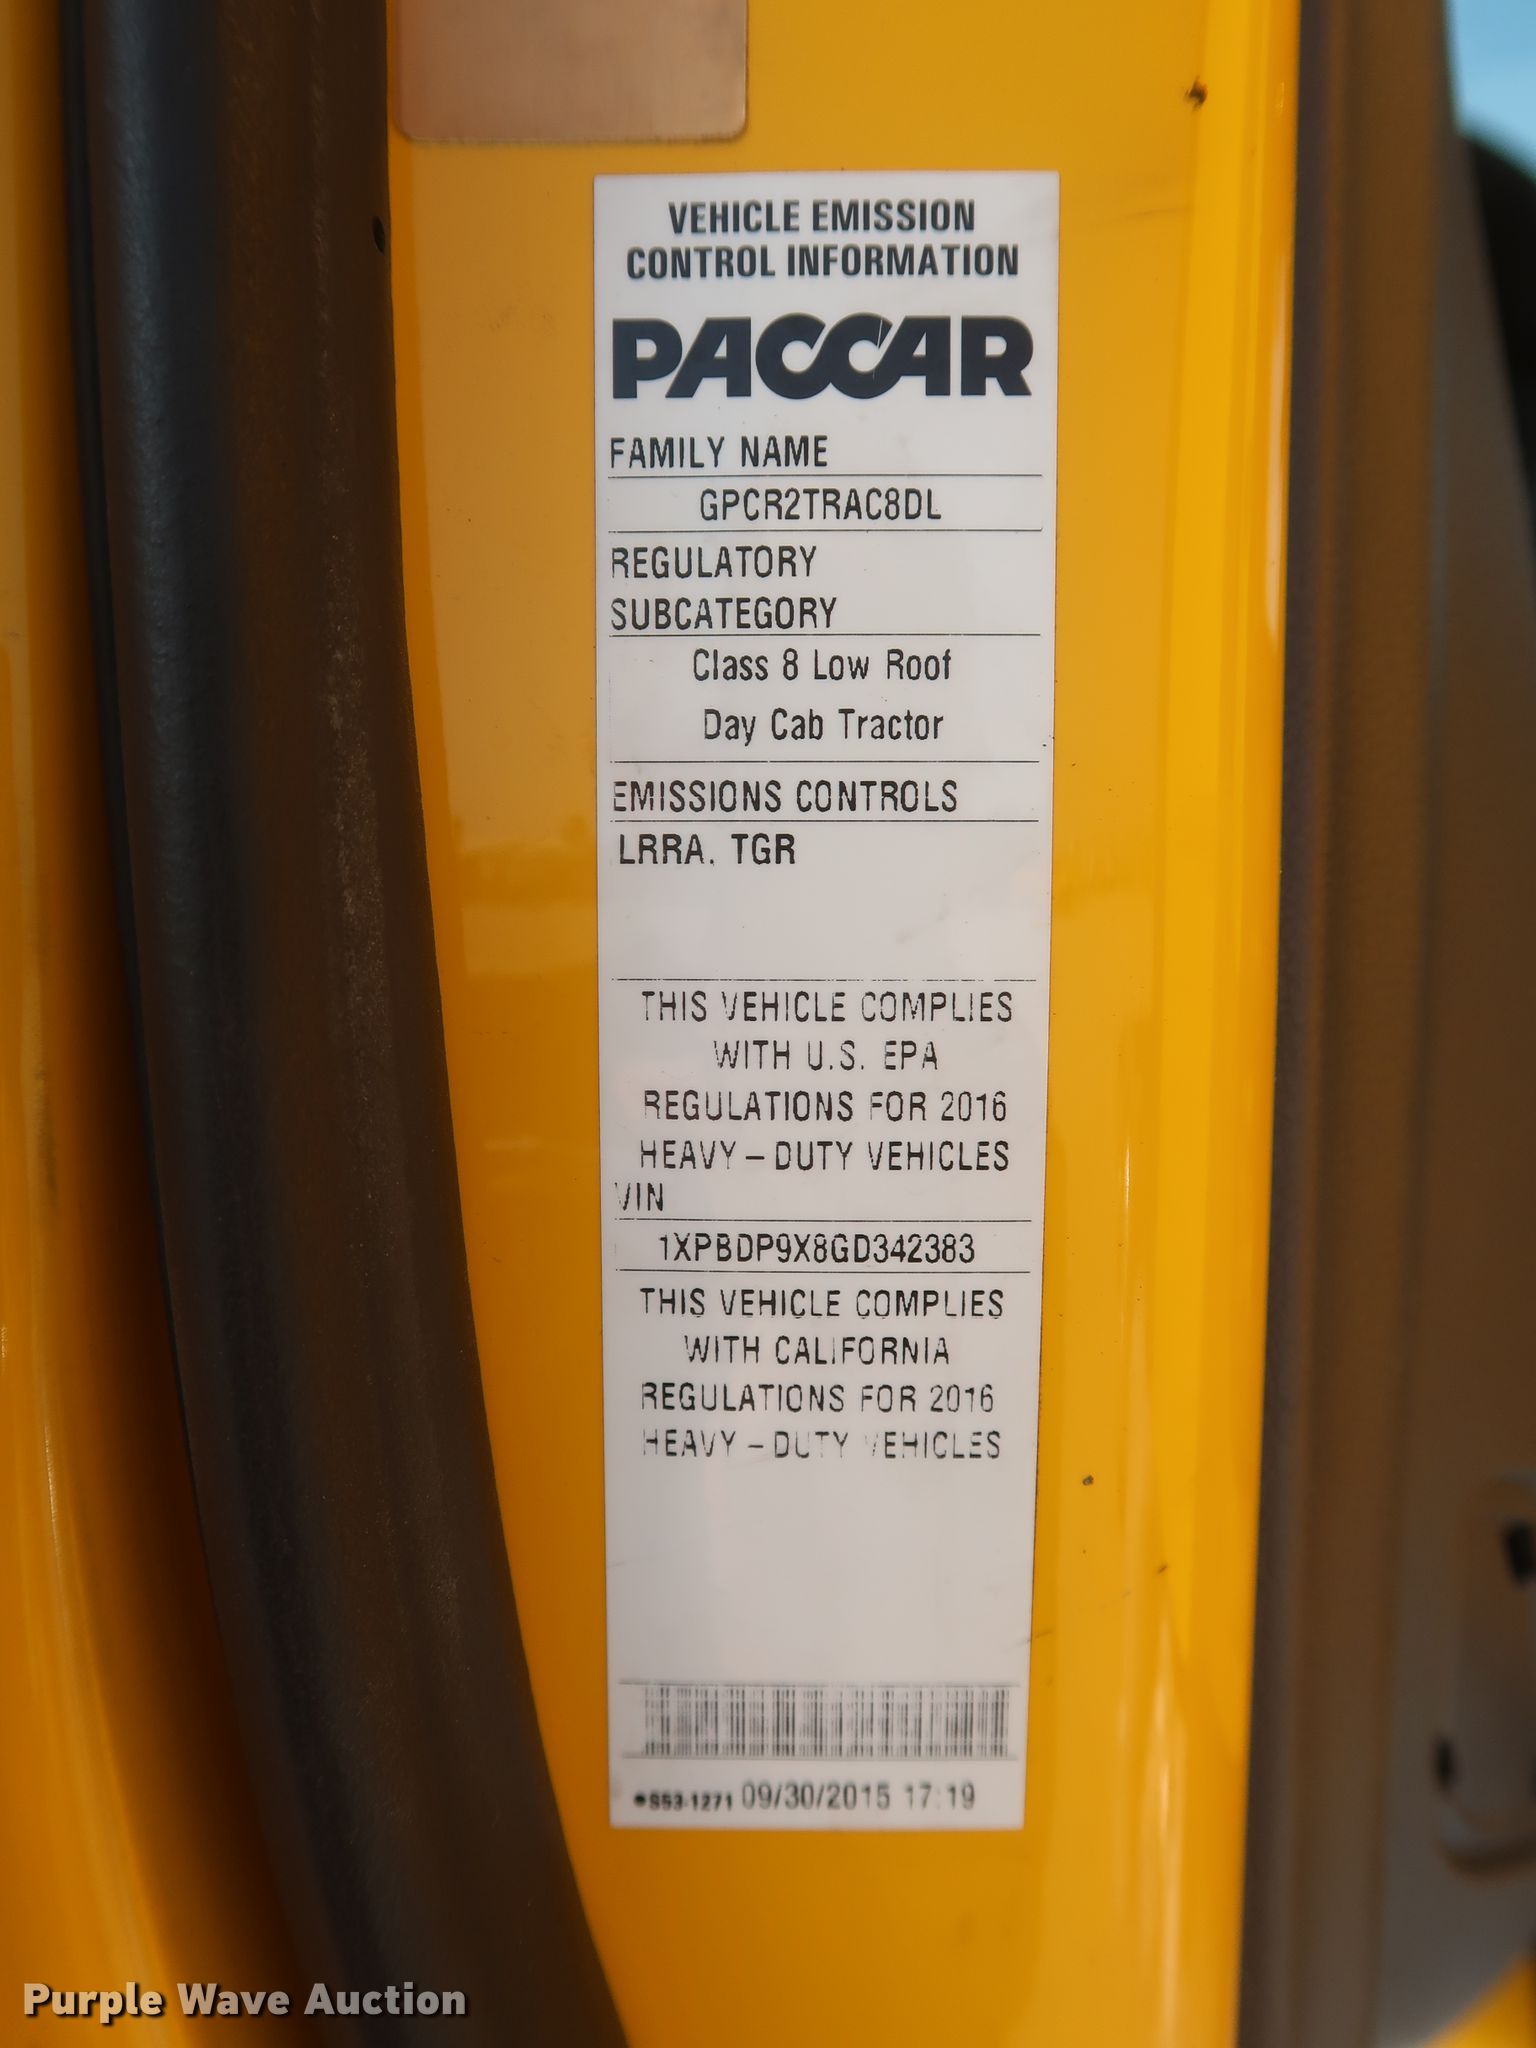 VEHICLE EMISSION
CONTROL INFORMATION
PACCAR
FAMILY NAME
GPCR2TRAC8DL
REGULATORY
SUBCATEGORY
Class 8 Low Roof
Day Cab Tractor
EMISSIONS CONTROLS
LRRA, TGR
THIS VEHICLE COMPLIES
WITH U.S. EPA
REGULATIONS FOR 2016
HEAVY-DUTY VEHICLES
VIN
1XPBDP9X8GD342383
THIS VEHICLE COMPLIES
WITH CALIFORNIA
REGULATIONS FOR 2016
HEAVY-DUTY VEHICLES
S53-1271 09/30/2015 17:19
Purple Wave Auction